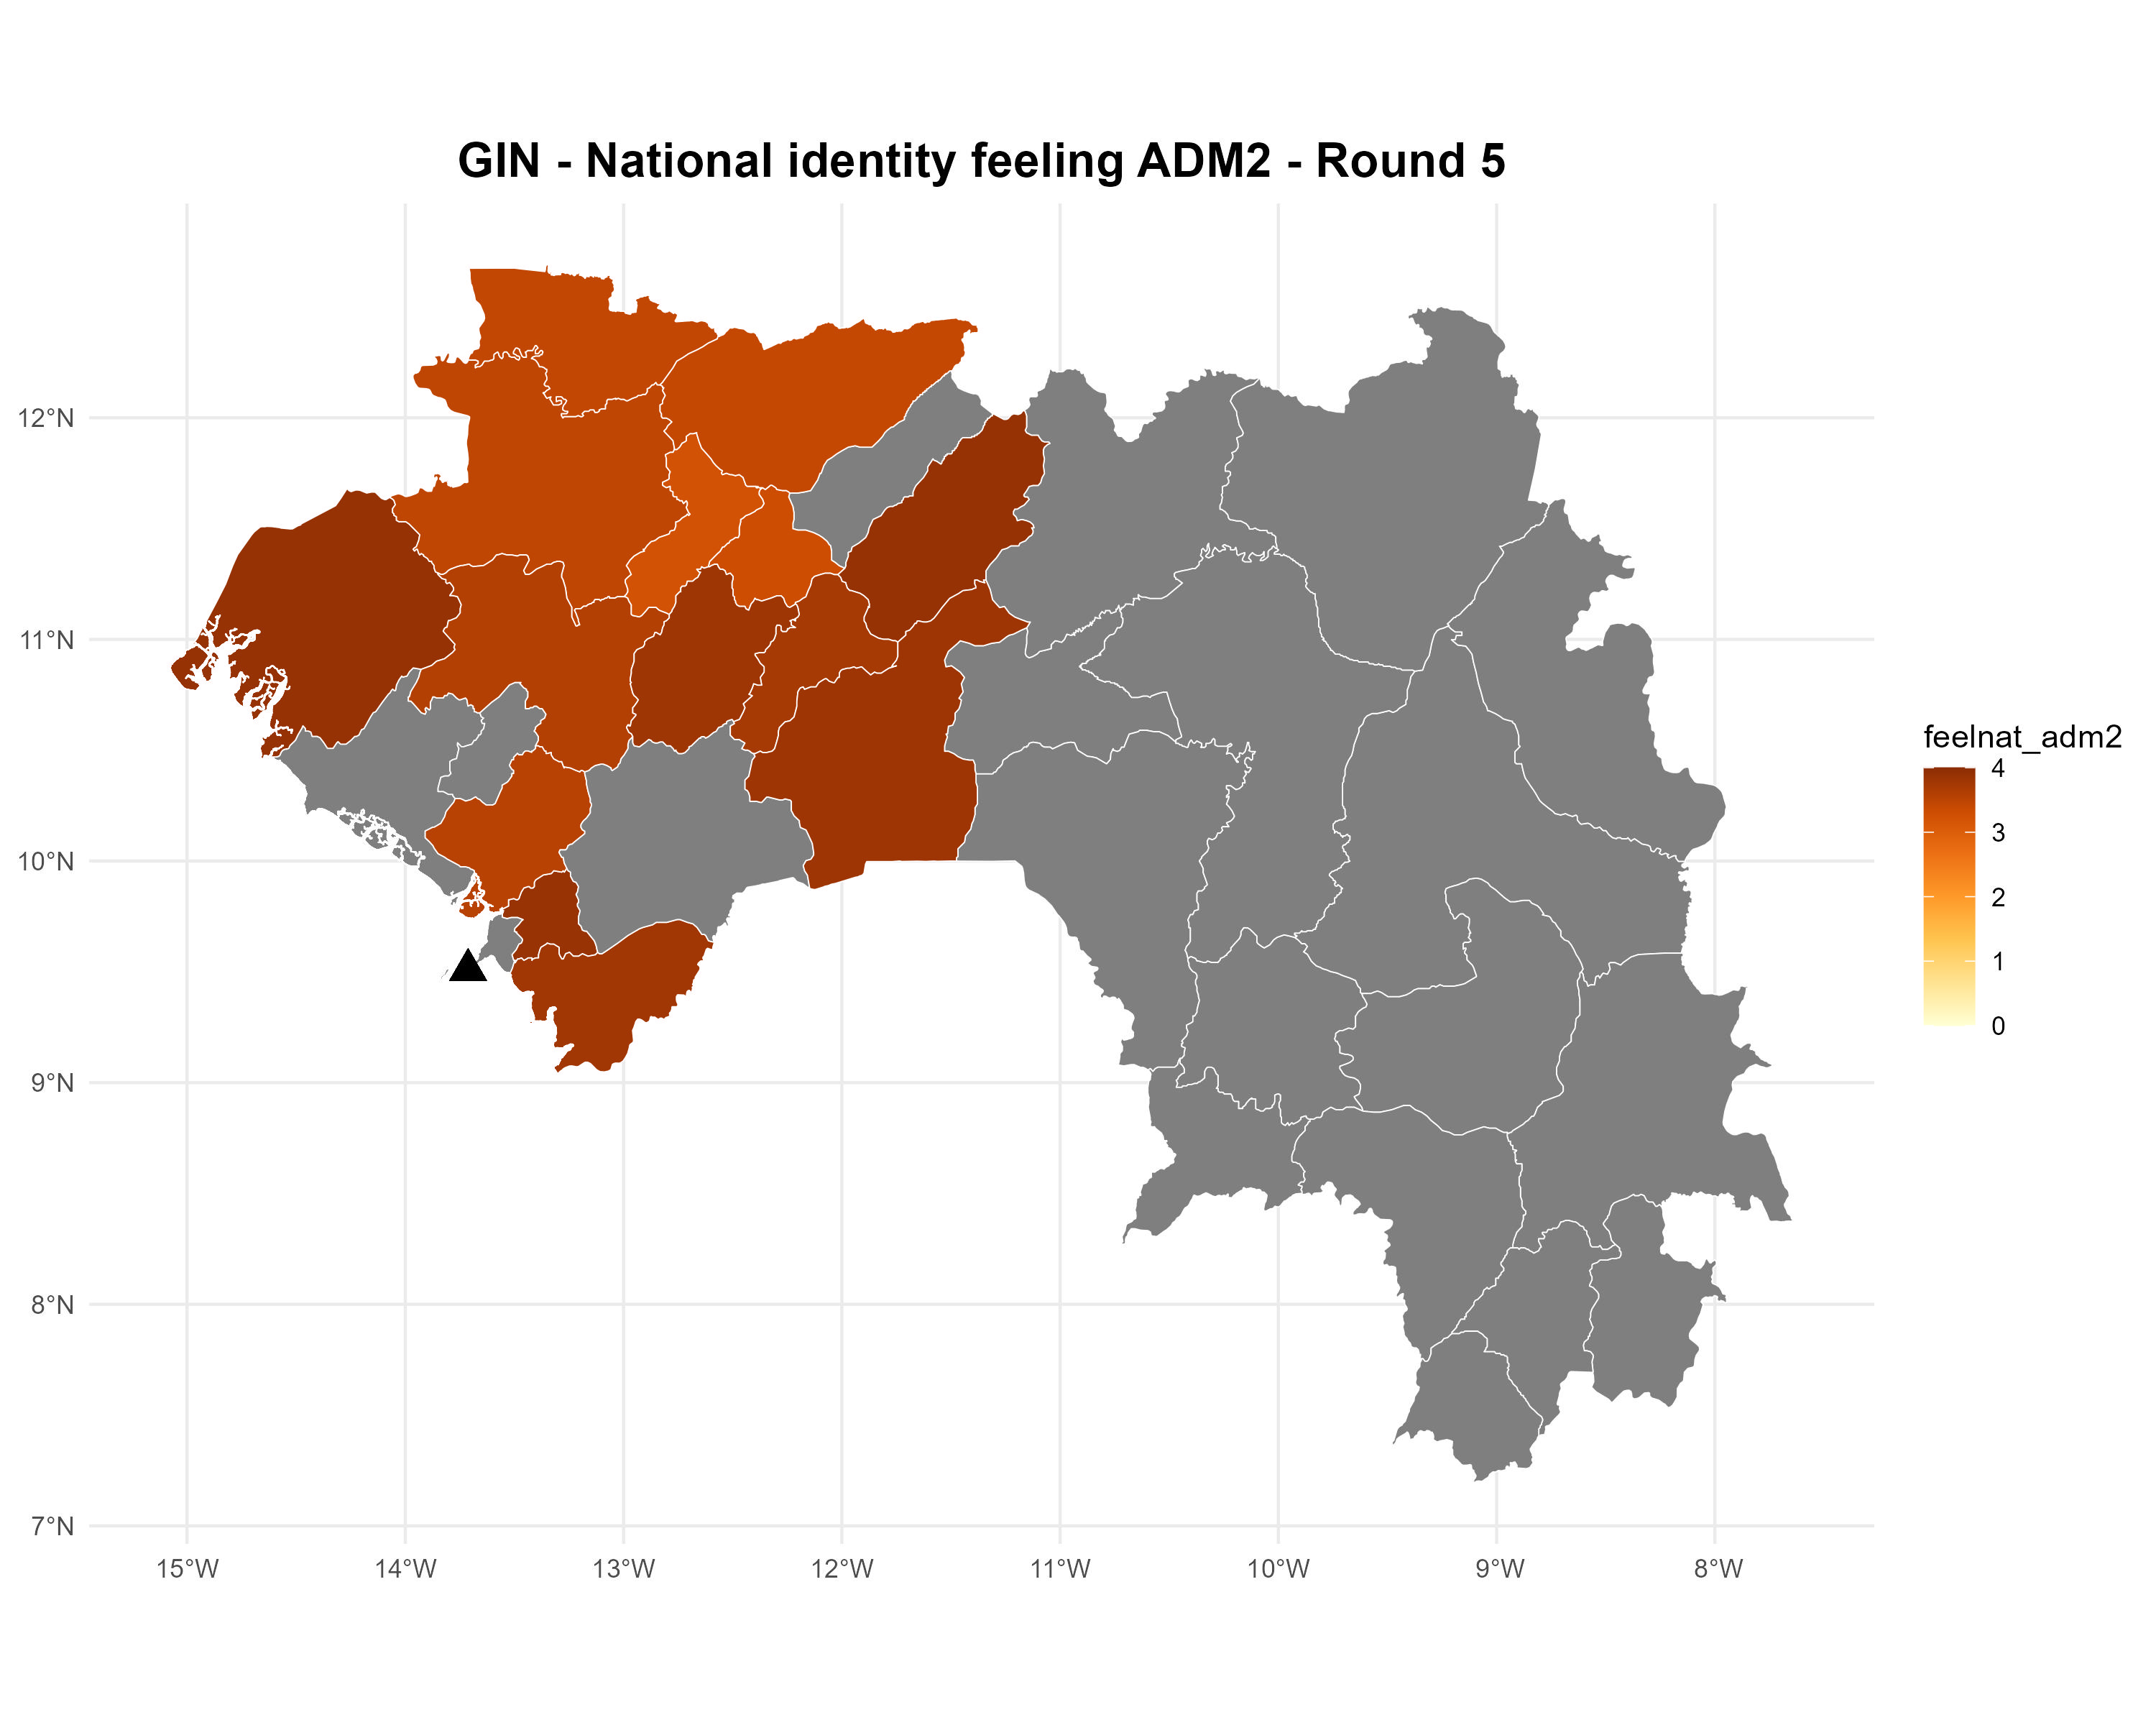 GIN - National identity feeling ADM2 - Round 5
12°N
11°N
10°N
9°N
8°N
7°N
15°W 14°W 13°W 12°W 11°W 10°W 9°W 8°W
feelnat_adm2
4
3
2
1
0